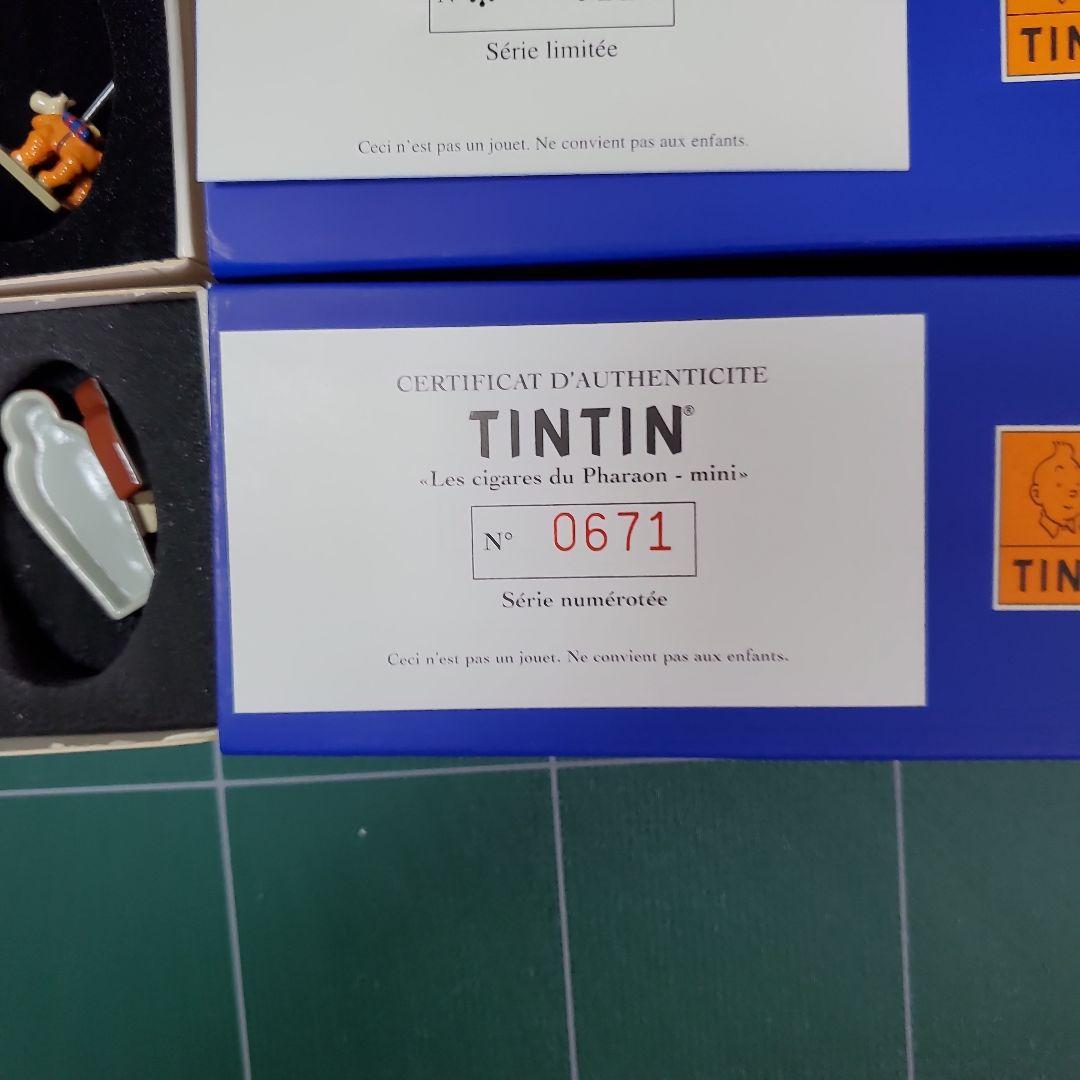 N°
Série limitée
Ceci n'est pas un jouet. Ne convient pas aux enfants.
TIN
CERTIFICAT D'AUTHENTICITE
TINTIN®
«Les cigares du Pharaon - mini»
N° 0671
Série numérotée
Ceci n'est pas un jouet. Ne convient pas aux enfants.
TIN